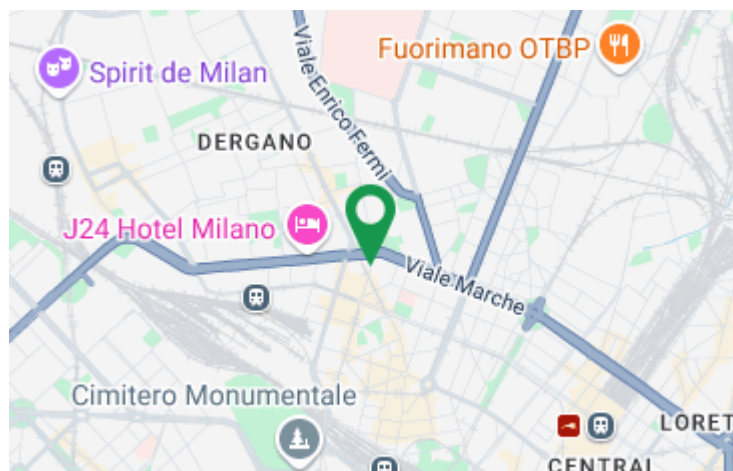 Fuorimano OTBP
Spirit de Milan
Viale Enrico Fermi
DERGANO
J24 Hotel Milano
Viale Marche
Cimitero Monumentale
LORET
CENTRAL